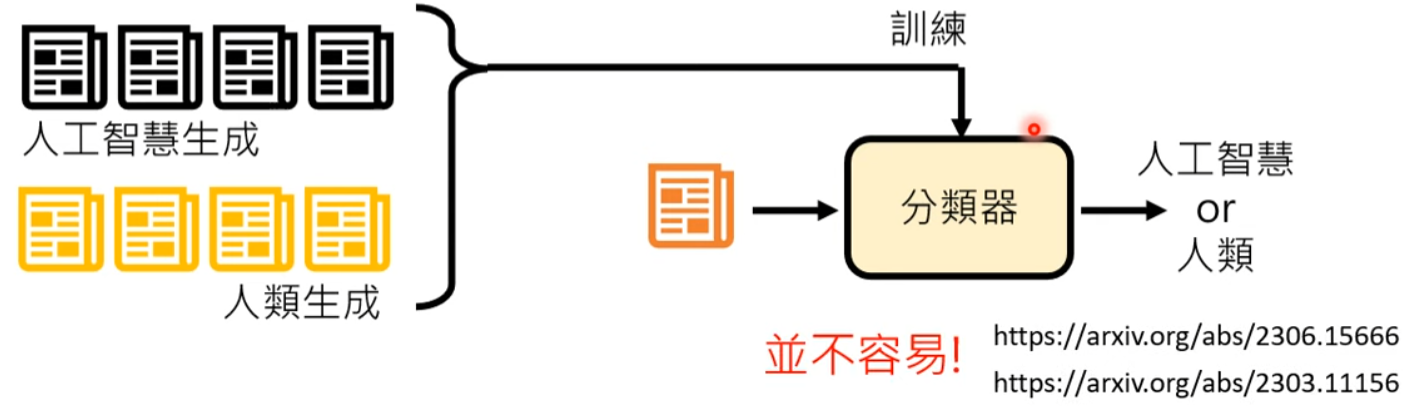 訓練
人工智慧生成
人類生成
分類器
人工智慧
or
人類
並不容易!
https://arxiv.org/abs/2306.15666
https://arxiv.org/abs/2303.11156